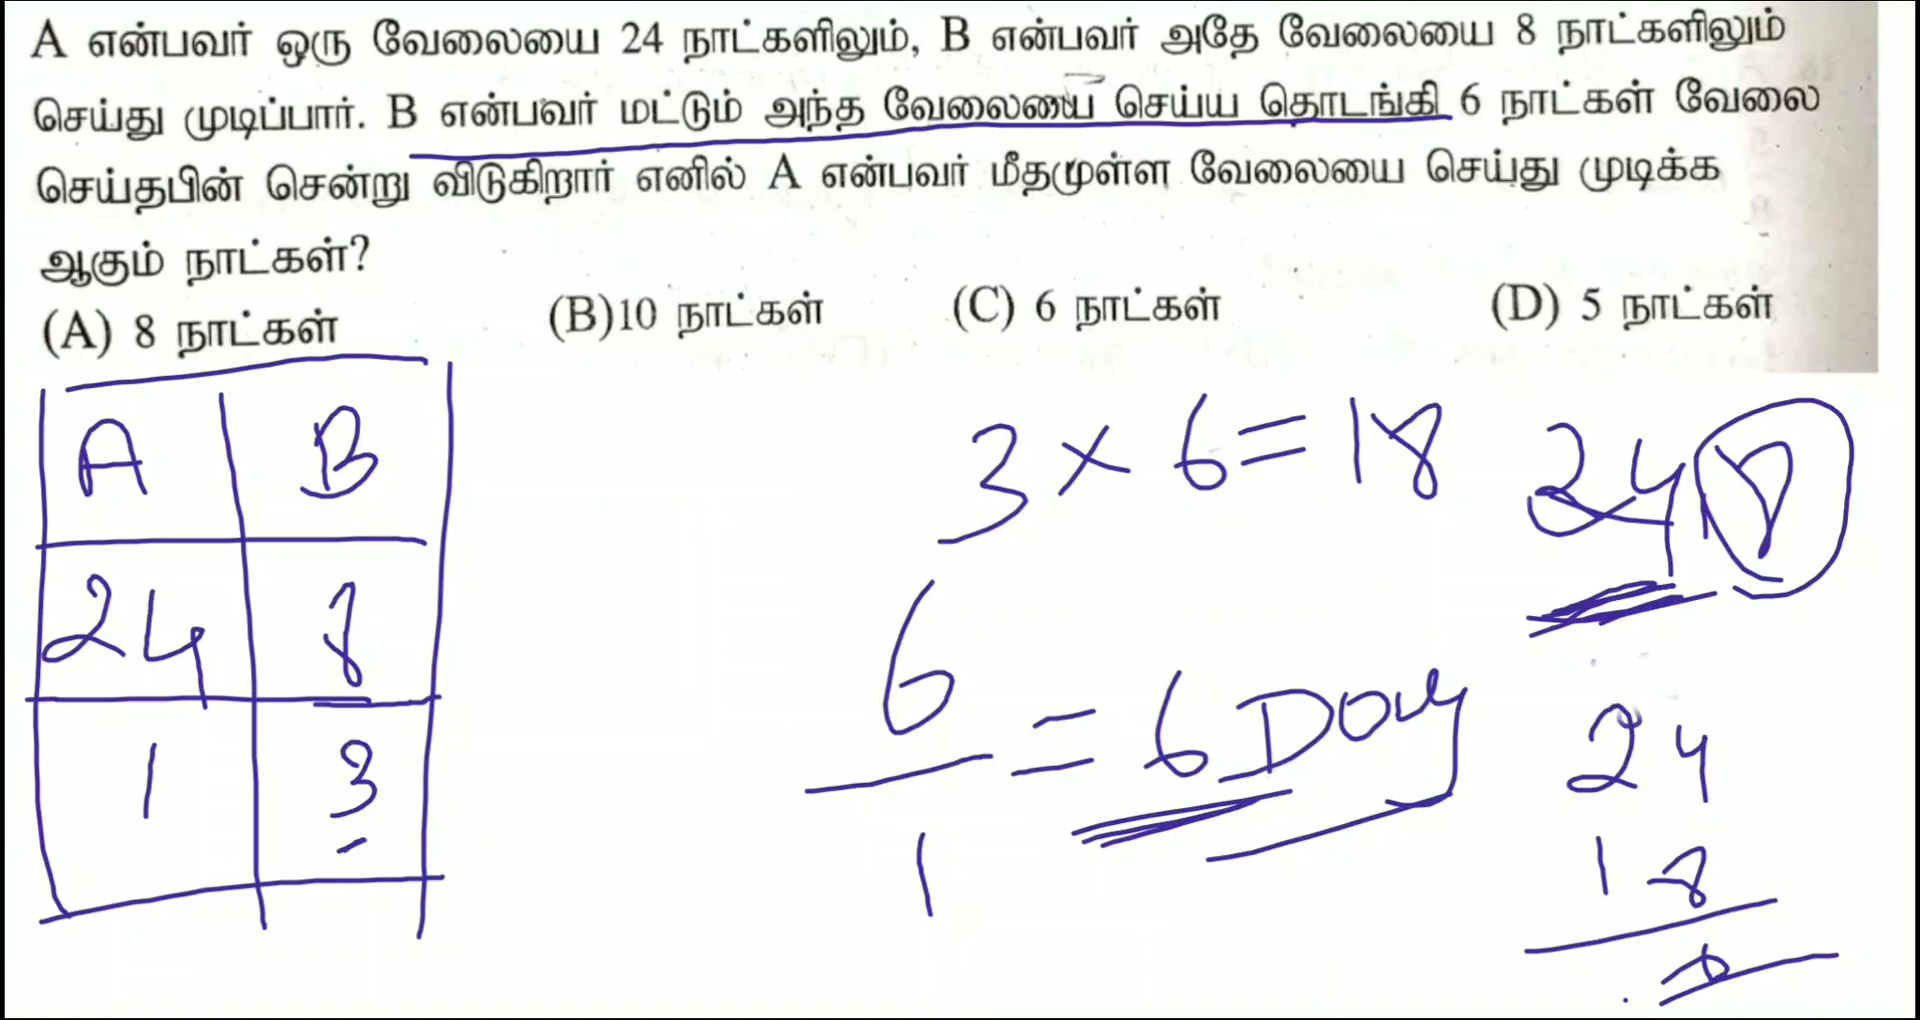 A என்பவர் ஒரு வேலையை 24 நாட்களிலும், B என்பவர் அதே வேலையை 8 நாட்களிலும்
செய்து முடிப்பார். B என்பவர் மட்டும் அந்த வேலையை செய்ய தொடங்கி 6 நாட்கள் வேலை
செய்தபின் சென்று விடுகிறார் எனில் A என்பவர் மீதமுள்ள வேலையை செய்து முடிக்க
ஆகும் நாட்கள்?
(A) 8 நாட்கள் (B)10 நாட்கள் (C) 6 நாட்கள் (D) 5 நாட்கள்
A B
24 8
1 3
3 × 6 = 18
24, 8
6
1
= 6 Day
24
18